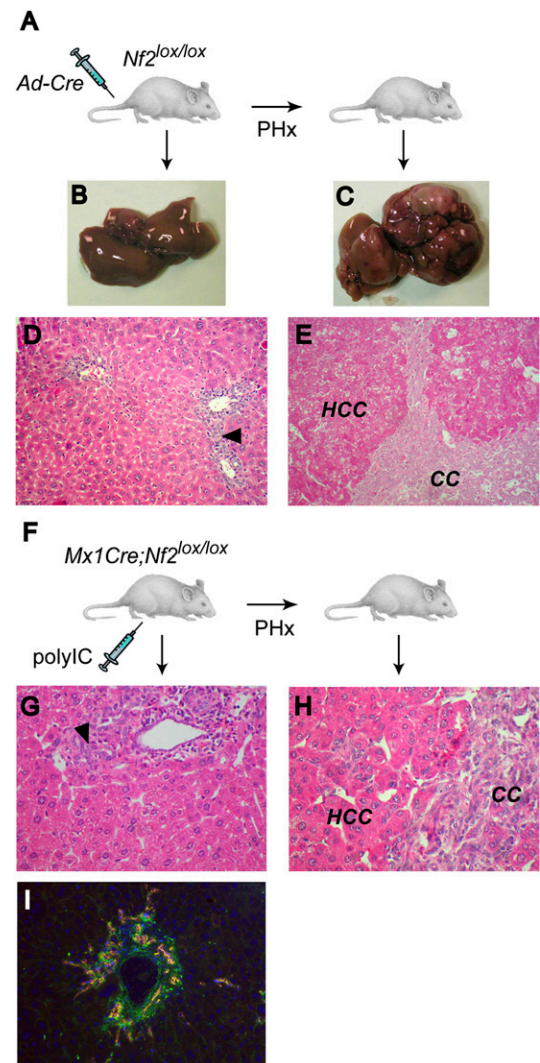 A
Nf2lox/lox
Ad-Cre
PHx
B
C
D
E
HCC
CC
F
Mx1Cre;Nf2lox/lox
PHx
polyIC
G
H
HCC
CC
I